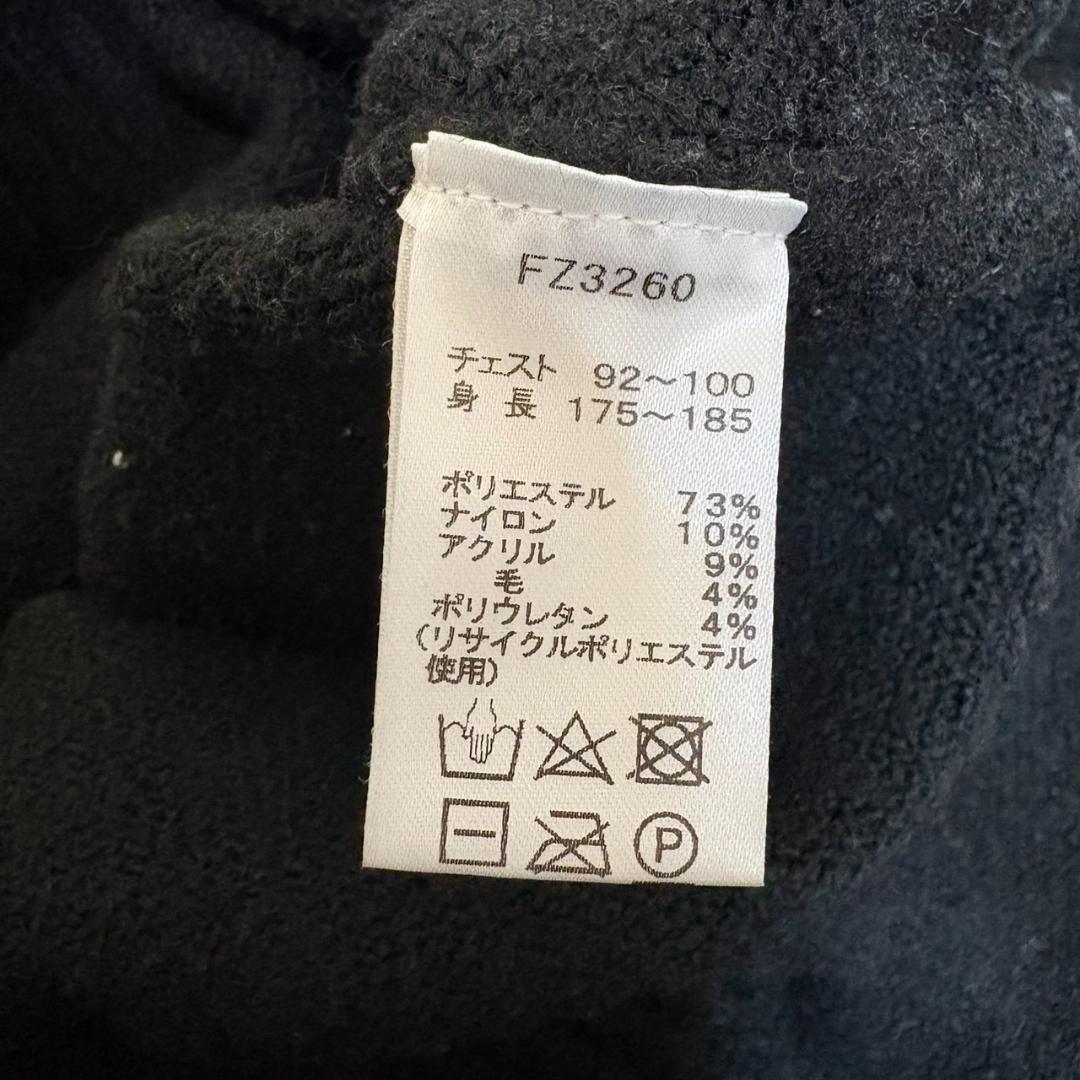 FZ3260
チェスト 92～100
身長 175～185
ポリエステル 73%
ナイロン 10%
アクリル 9%
毛 4%
ポリウレタン 4%
(リサイクルポリエステル
使用)
P